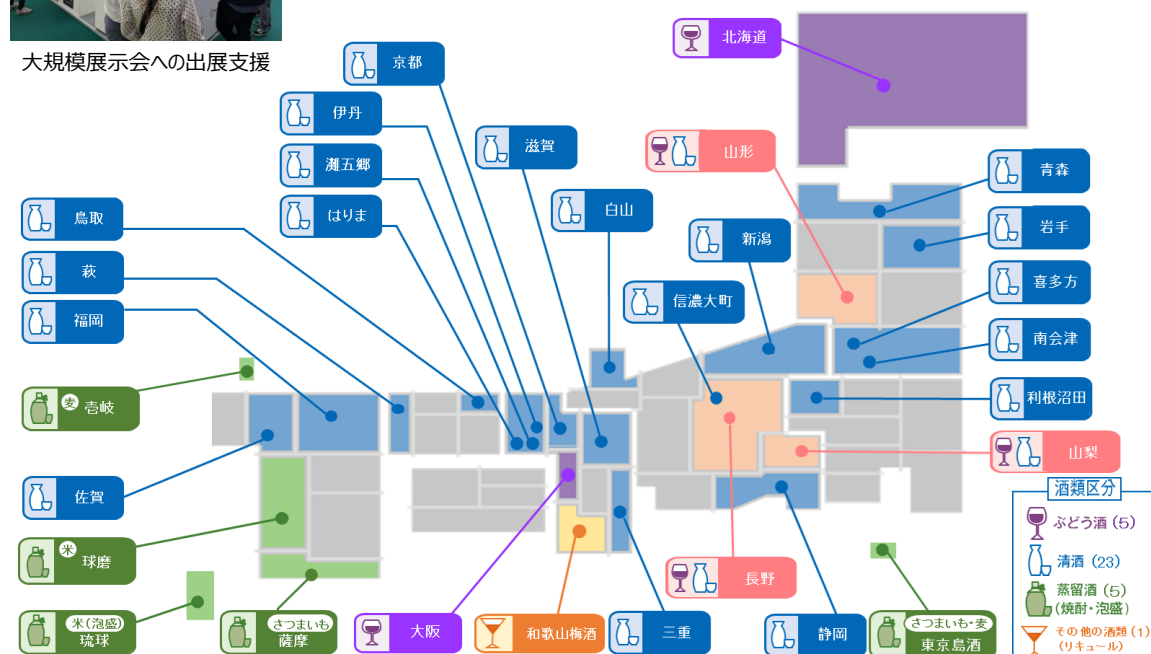 大規模展示会への出展支援
北海道
京都
伊丹
灘五郷
はりま
滋賀
山形
白山
新潟
信濃大町
青森
岩手
喜多方
南会津
利根沼田
山梨
鳥取
萩
福岡
麦 壱岐
佐賀
米 球磨
米(泡盛)
琉球
さつまいも
薩摩
大阪
和歌山梅酒
三重
長野
静岡
さつまいも・麦
東京島酒
酒類区分
ぶどう酒 (5)
清酒 (23)
蒸留酒 (5)
(焼酎・泡盛)
その他の酒類 (1)
(リキュール)